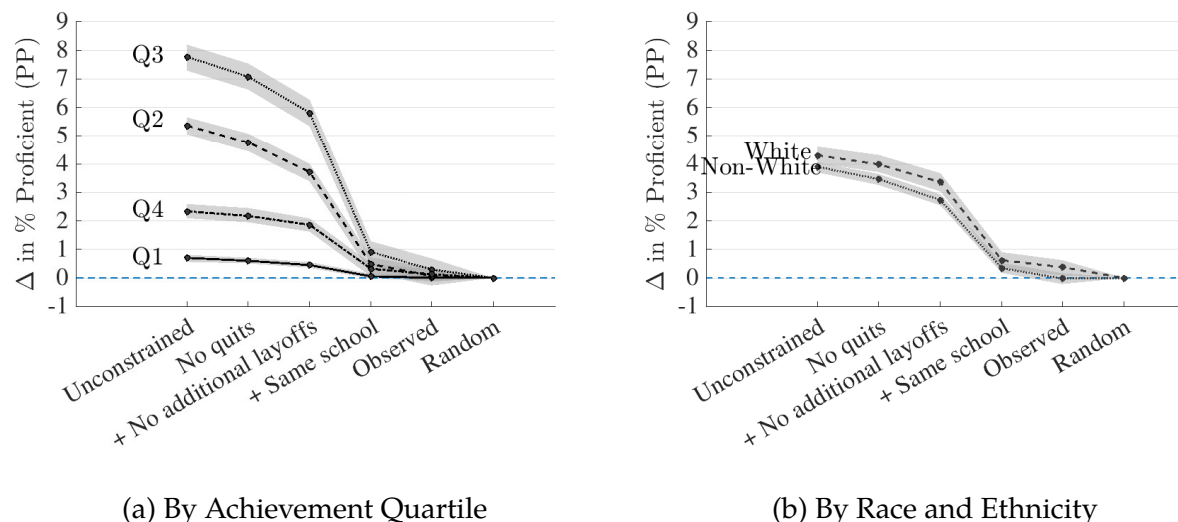 Δ in % Proficient (PP)
9
8
7
6
5
4
3
2
1
0
-1
Q3
Q2
Q4
Q1
Unconstrained
No quits
+ No additional layoffs
+ Same school
Observed
Random
(a) By Achievement Quartile
Δ in % Proficient (PP)
9
8
7
6
5
4
3
2
1
0
-1
White
Non-White
Unconstrained
No quits
+ No additional layoffs
+ Same school
Observed
Random
(b) By Race and Ethnicity